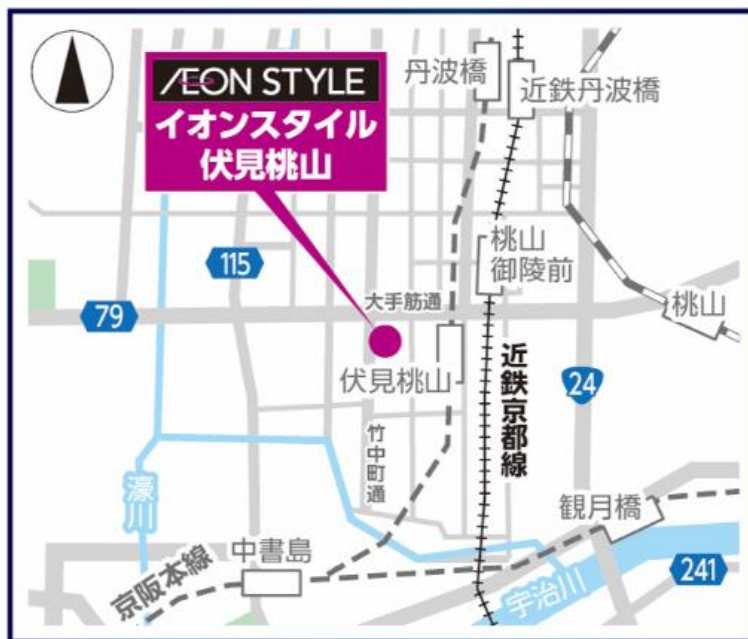 ÆON STYLE
イオンスタイル
伏見桃山
丹波橋
近鉄丹波橋
桃山
御陵前
115
大手筋通
79
桃山
伏見桃山
近鉄京都線
24
竹中町通
濠川
観月橋
中書島
京阪本線
宇治川
241